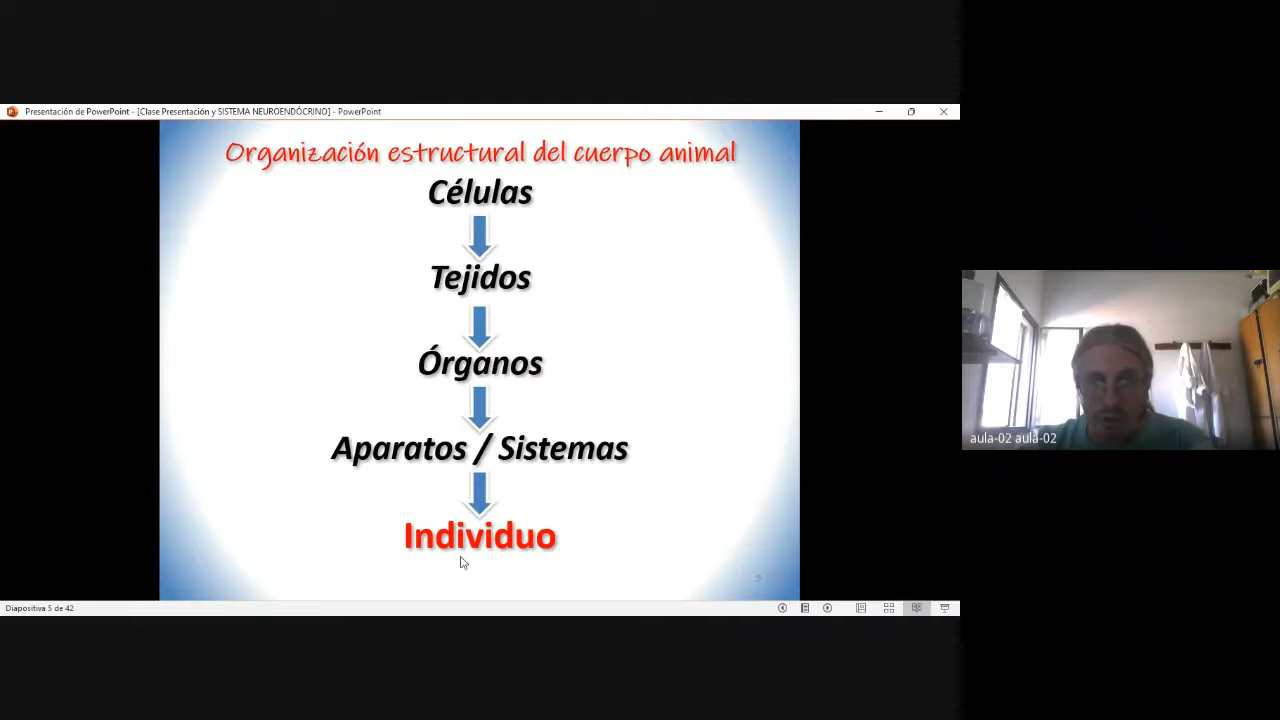 Presentación de PowerPoint - [Clase Presentación y SISTEMA NEUROENDÓCRINO] - PowerPoint
Organización estructural del cuerpo animal
Células
Tejidos
Órganos
Aparatos / Sistemas
Individuo
5
Diapositiva 5 de 42
aula-02 aula-02